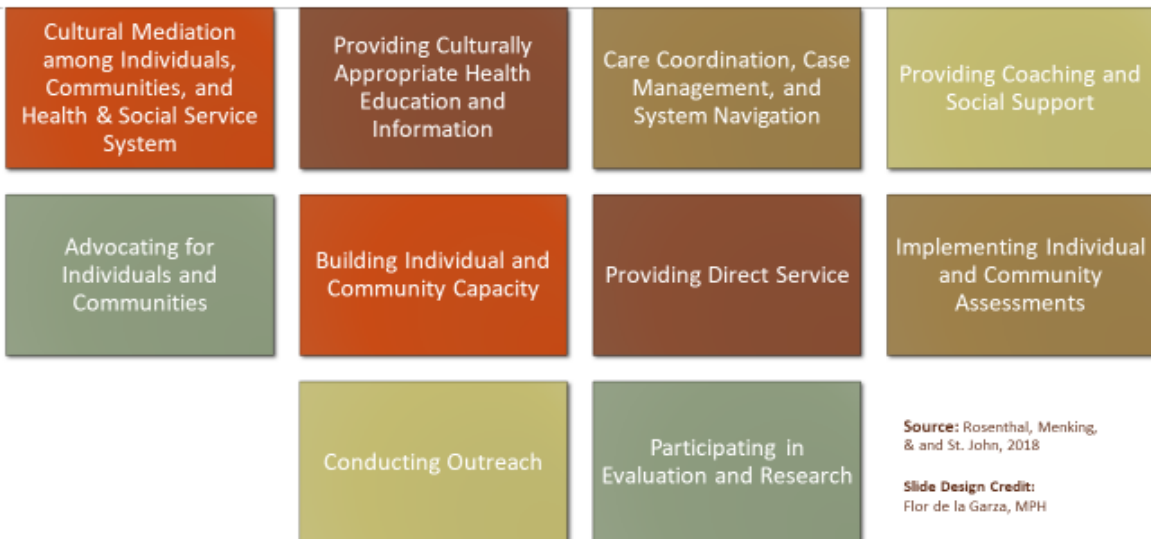 Cultural Mediation
among Individuals,
Communities, and
Health & Social Service
System
Providing Culturally
Appropriate Health
Education and
Information
Care Coordination, Case
Management, and
System Navigation
Providing Coaching and
Social Support
Advocating for
Individuals and
Communities
Building Individual and
Community Capacity
Providing Direct Service
Implementing Individual
and Community
Assessments
Conducting Outreach
Participating in
Evaluation and Research
Source: Rosenthal, Menking,
& and St. John, 2018
Slide Design Credit:
Flor de la Garza, MPH